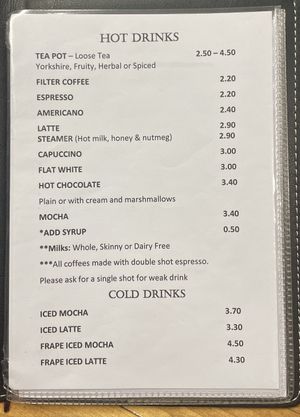 HOT DRINKS
TEA POT – Loose Tea 2.50 – 4.50
Yorkshire, Fruity, Herbal or Spiced
FILTER COFFEE 2.20
ESPRESSO 2.20
AMERICANO 2.40
LATTE 2.90
STEAMER (Hot milk, honey & nutmeg) 2.90
CAPUCCINO 3.00
FLAT WHITE 3.00
HOT CHOCOLATE 3.40
Plain or with cream and marshmallows
MOCHA 3.40
*ADD SYRUP 0.50
**Milks: Whole, Skinny or Dairy Free
***All coffees made with double shot espresso.
Please ask for a single shot for weak drink
COLD DRINKS
ICED MOCHA 3.70
ICED LATTE 3.30
FRAPE ICED MOCHA 4.50
FRAPE ICED LATTE 4.30